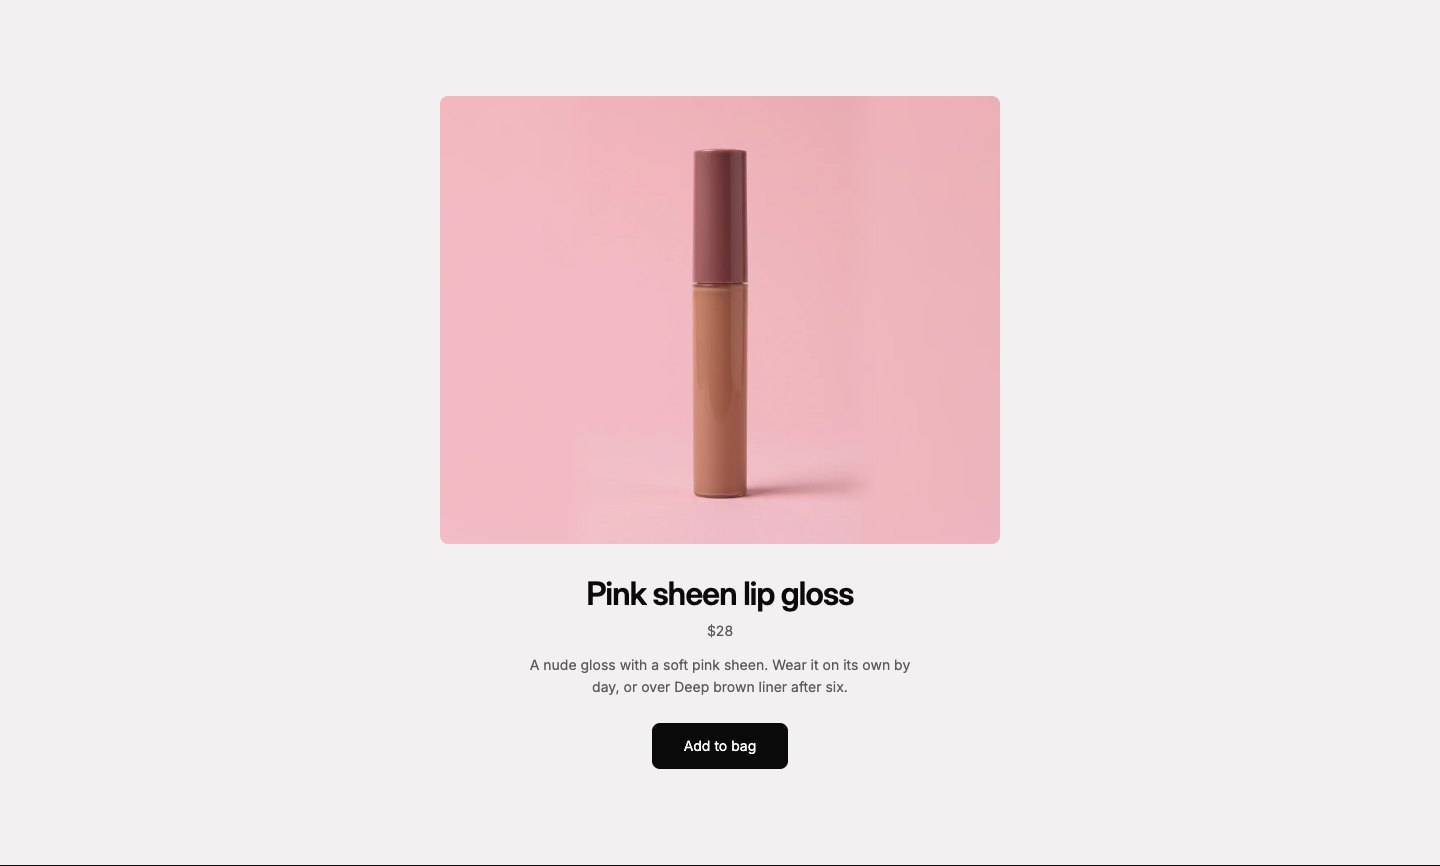 Pink sheen lip gloss
$28
A nude gloss with a soft pink sheen. Wear it on its own by
day, or over Deep brown liner after six.
Add to bag